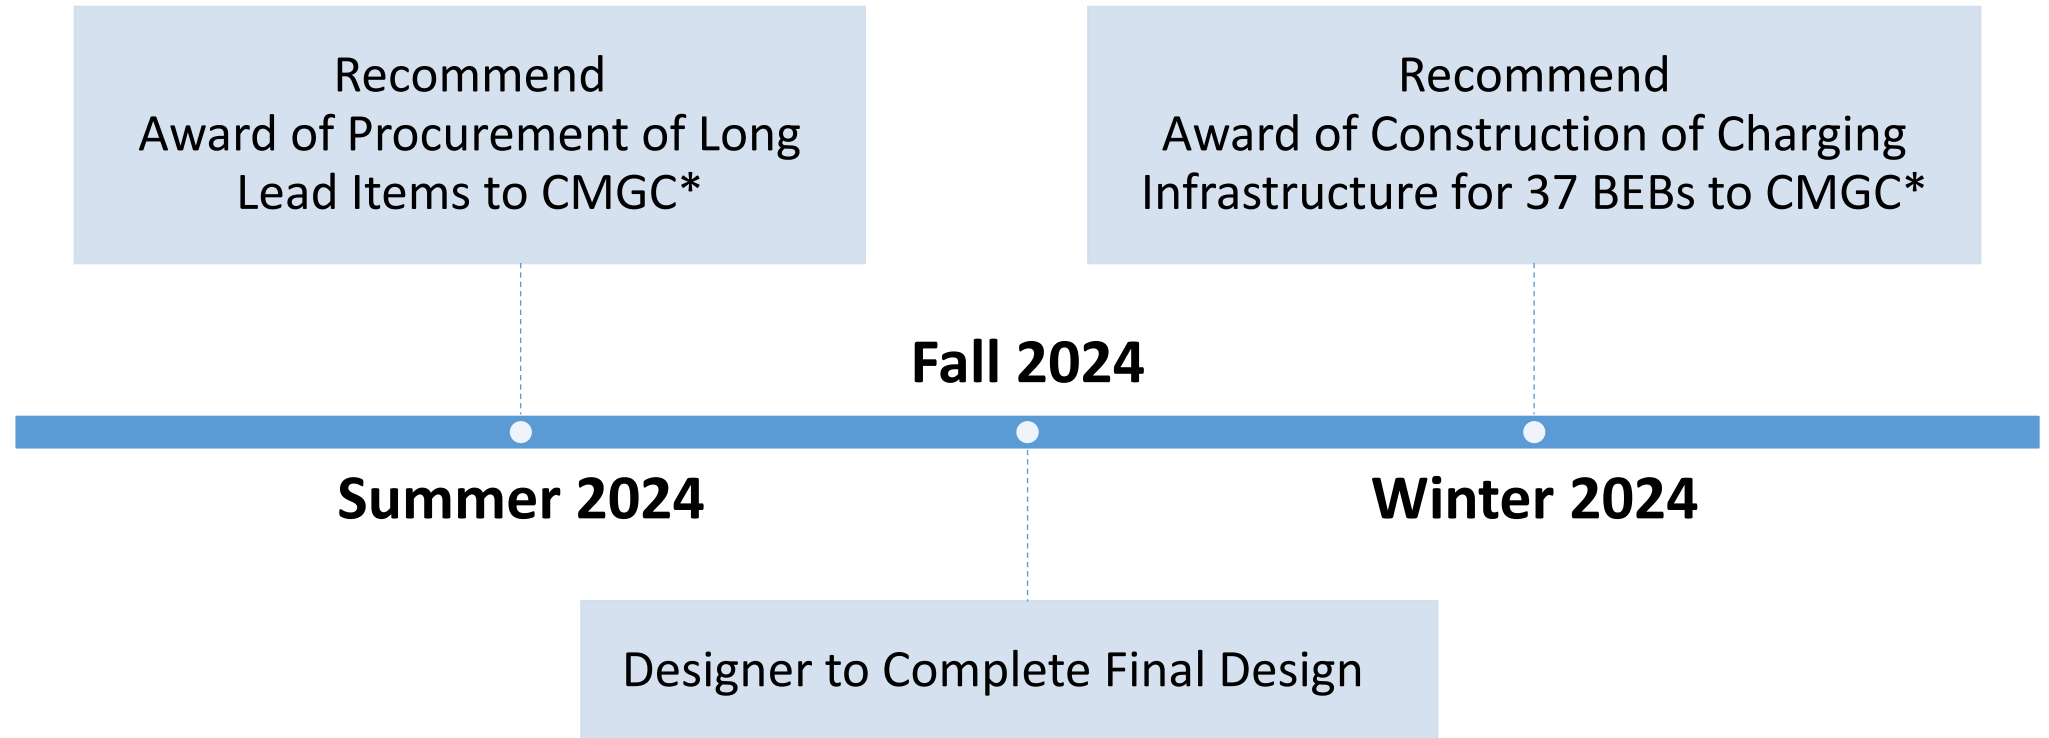 Recommend
Award of Procurement of Long
Lead Items to CMGC*
Recommend
Award of Construction of Charging
Infrastructure for 37 BEBs to CMGC*
Fall 2024
Summer 2024
Winter 2024
Designer to Complete Final Design